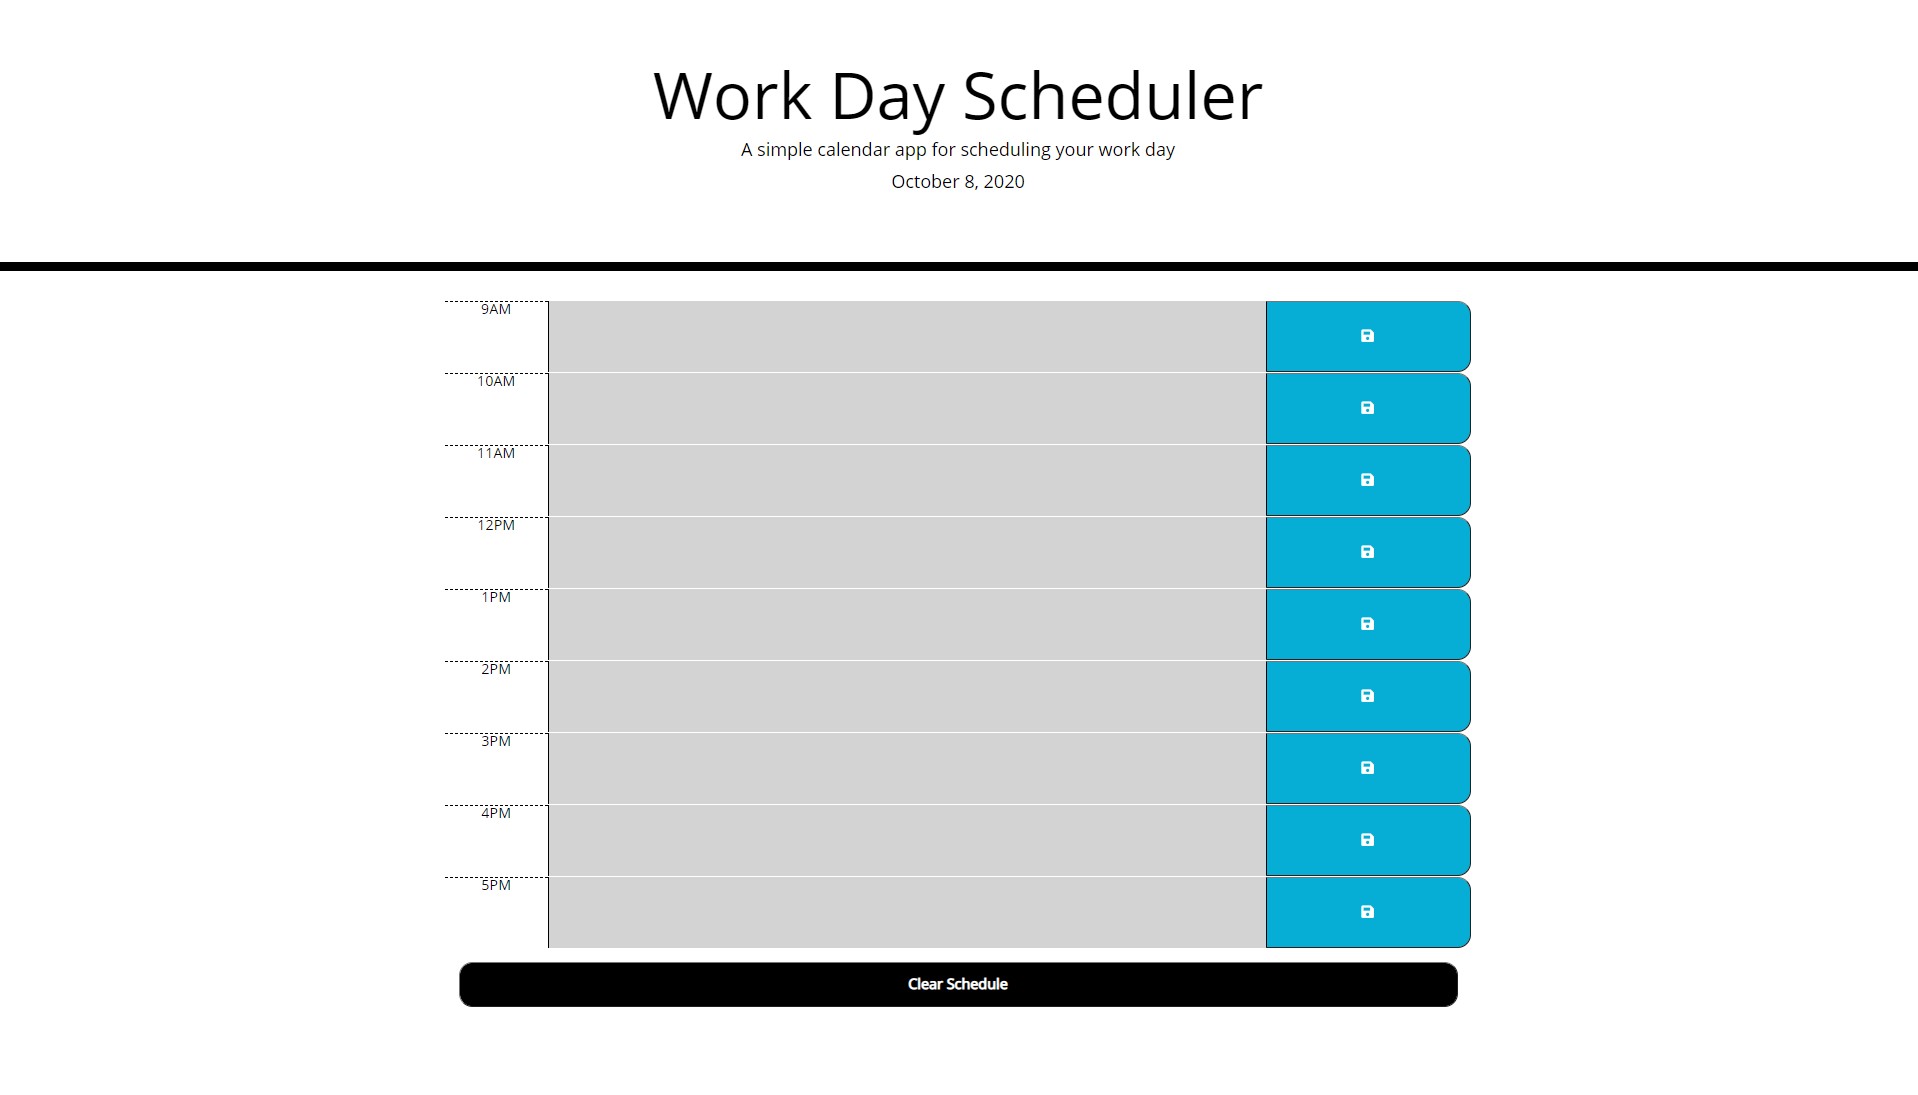 Work Day Scheduler
A simple calendar app for scheduling your work day
October 8, 2020
9AM
10AM
11AM
12PM
1PM
2PM
3PM
4PM
5PM
Clear Schedule